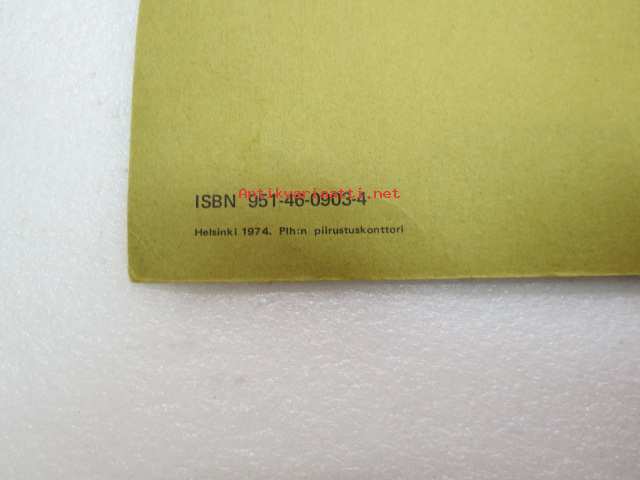 Antikvariaatti.net
ISBN 951-46-0903-4
Helsinki 1974. Plh:n piirustuskonttori